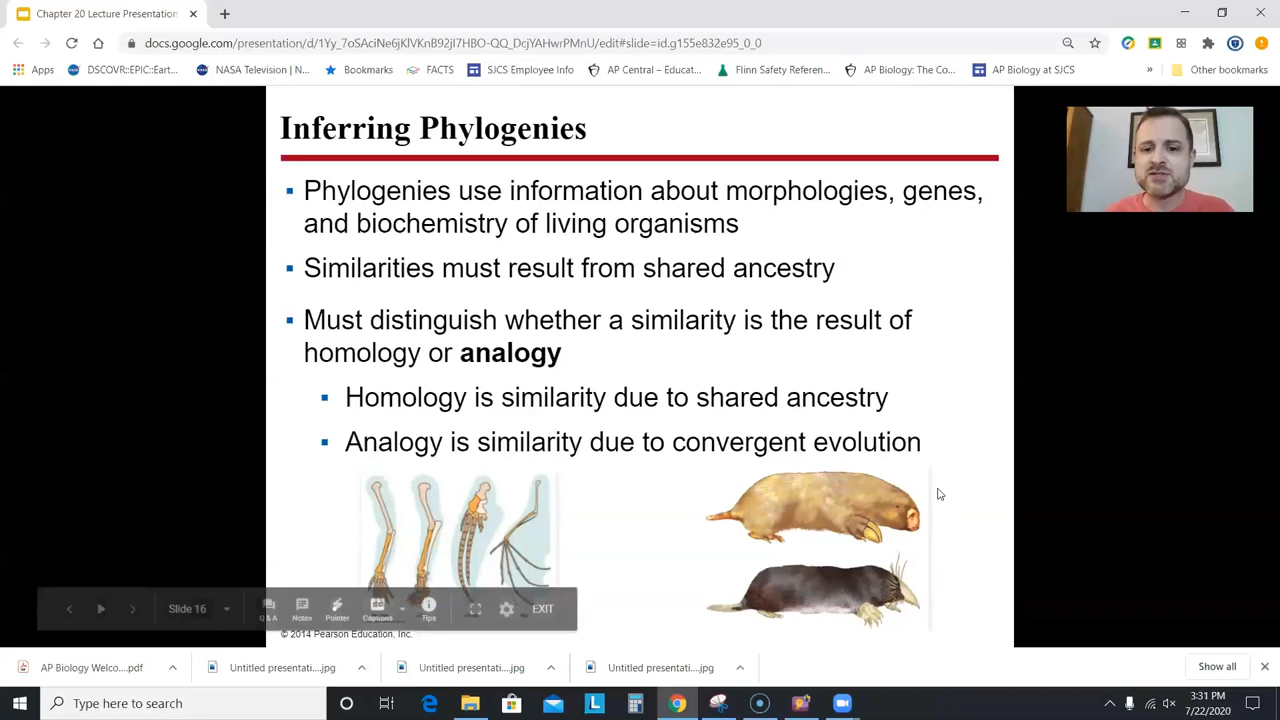 Chapter 20 Lecture Presentation
docs.google.com/presentation/d/1Yy_7oSAciNe6jKlVKnB92il7HBO-QQ_DcjYAHwrPMnU/edit#slide=id.g155e832e95_0_0
Apps
DSCOVR::EPIC::Eart...
NASA Television | N...
Bookmarks
FACTS
SJCS Employee Info
AP Central – Educat...
Flinn Safety Referen...
AP Biology: The Co...
AP Biology at SJCS
»
Other bookmarks
Inferring Phylogenies
▪ Phylogenies use information about morphologies, genes,
and biochemistry of living organisms
▪ Similarities must result from shared ancestry
▪ Must distinguish whether a similarity is the result of
homology or analogy
▪ Homology is similarity due to shared ancestry
▪ Analogy is similarity due to convergent evolution
Slide 16
Q & A
Notes
Pointer
Captions
Tips
EXIT
© 2014 Pearson Education, Inc.
AP Biology Welco....pdf
Untitled presentati....jpg
Untitled presentati....jpg
Untitled presentati....jpg
Show all
Type here to search
3:31 PM
7/22/2020